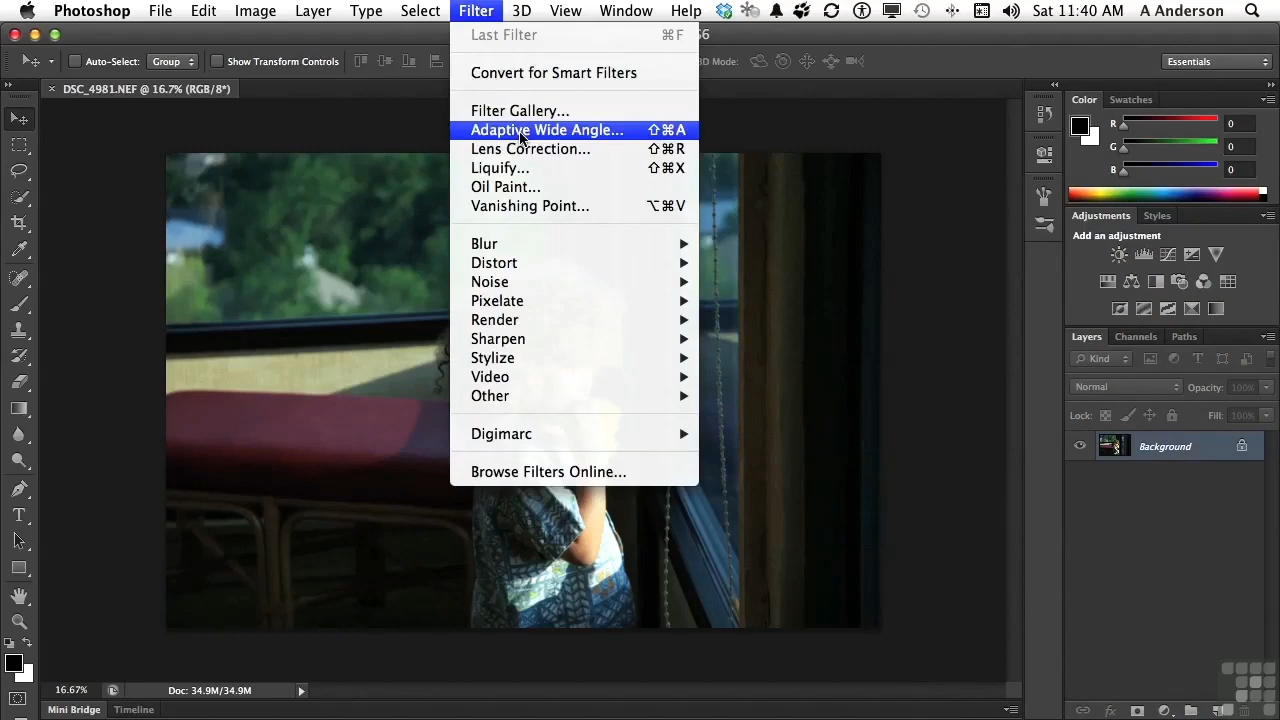 Photoshop File Edit Image Layer Type Select Filter 3D View Window Help Sat 11:40 AM A Anderson
S6
Auto-Select: Group Show Transform Controls 3D Mode: Essentials
× DSC_4981.NEF @ 16.7% (RGB/8*)
Last Filter ⌘F
Convert for Smart Filters
Filter Gallery...
Adaptive Wide Angle... ⇧⌘A
Lens Correction... ⇧⌘R
Liquify... ⇧⌘X
Oil Paint...
Vanishing Point... ⌥⌘V
Blur
Distort
Noise
Pixelate
Render
Sharpen
Stylize
Video
Other
Digimarc
Browse Filters Online...
Color Swatches
R 0
G 0
B 0
Adjustments Styles
Add an adjustment
Layers Channels Paths
Kind
Normal Opacity: 100%
Lock: Fill: 100%
Background
16.67% Doc: 34.9M/34.9M
Mini Bridge Timeline